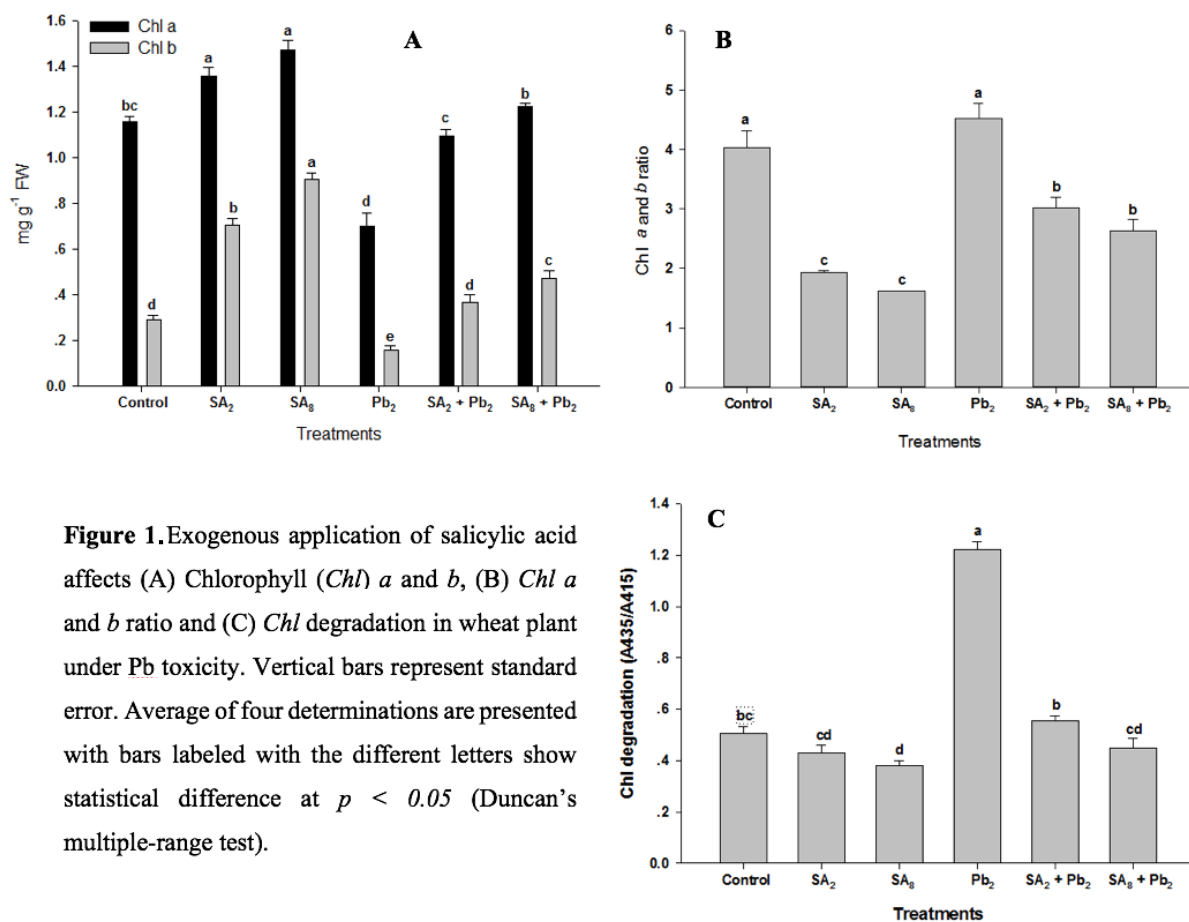 Chl a
Chl b
A
1.6
1.4
1.2
1.0
.8
.6
.4
.2
0.0
mg g⁻¹ FW
bc
d
a
b
a
a
d
e
c
d
b
c
Control
SA₂
SA₈
Pb₂
SA₂ + Pb₂
SA₈ + Pb₂
Treatments
B
6
5
4
3
2
1
0
Chl a and b ratio
a
c
c
a
b
b
Control
SA₂
SA₈
Pb₂
SA₂ + Pb₂
SA₈ + Pb₂
Treatments
Figure 1. Exogenous application of salicylic acid
affects (A) Chlorophyll (Chl) a and b, (B) Chl a
and b ratio and (C) Chl degradation in wheat plant
under Pb toxicity. Vertical bars represent standard
error. Average of four determinations are presented
with bars labeled with the different letters show
statistical difference at p < 0.05 (Duncan’s
multiple-range test).
C
1.4
1.2
1.0
.8
.6
.4
.2
0.0
Chl degradation (A435/A415)
bc
cd
d
a
b
cd
Control
SA₂
SA₈
Pb₂
SA₂ + Pb₂
SA₈ + Pb₂
Treatments